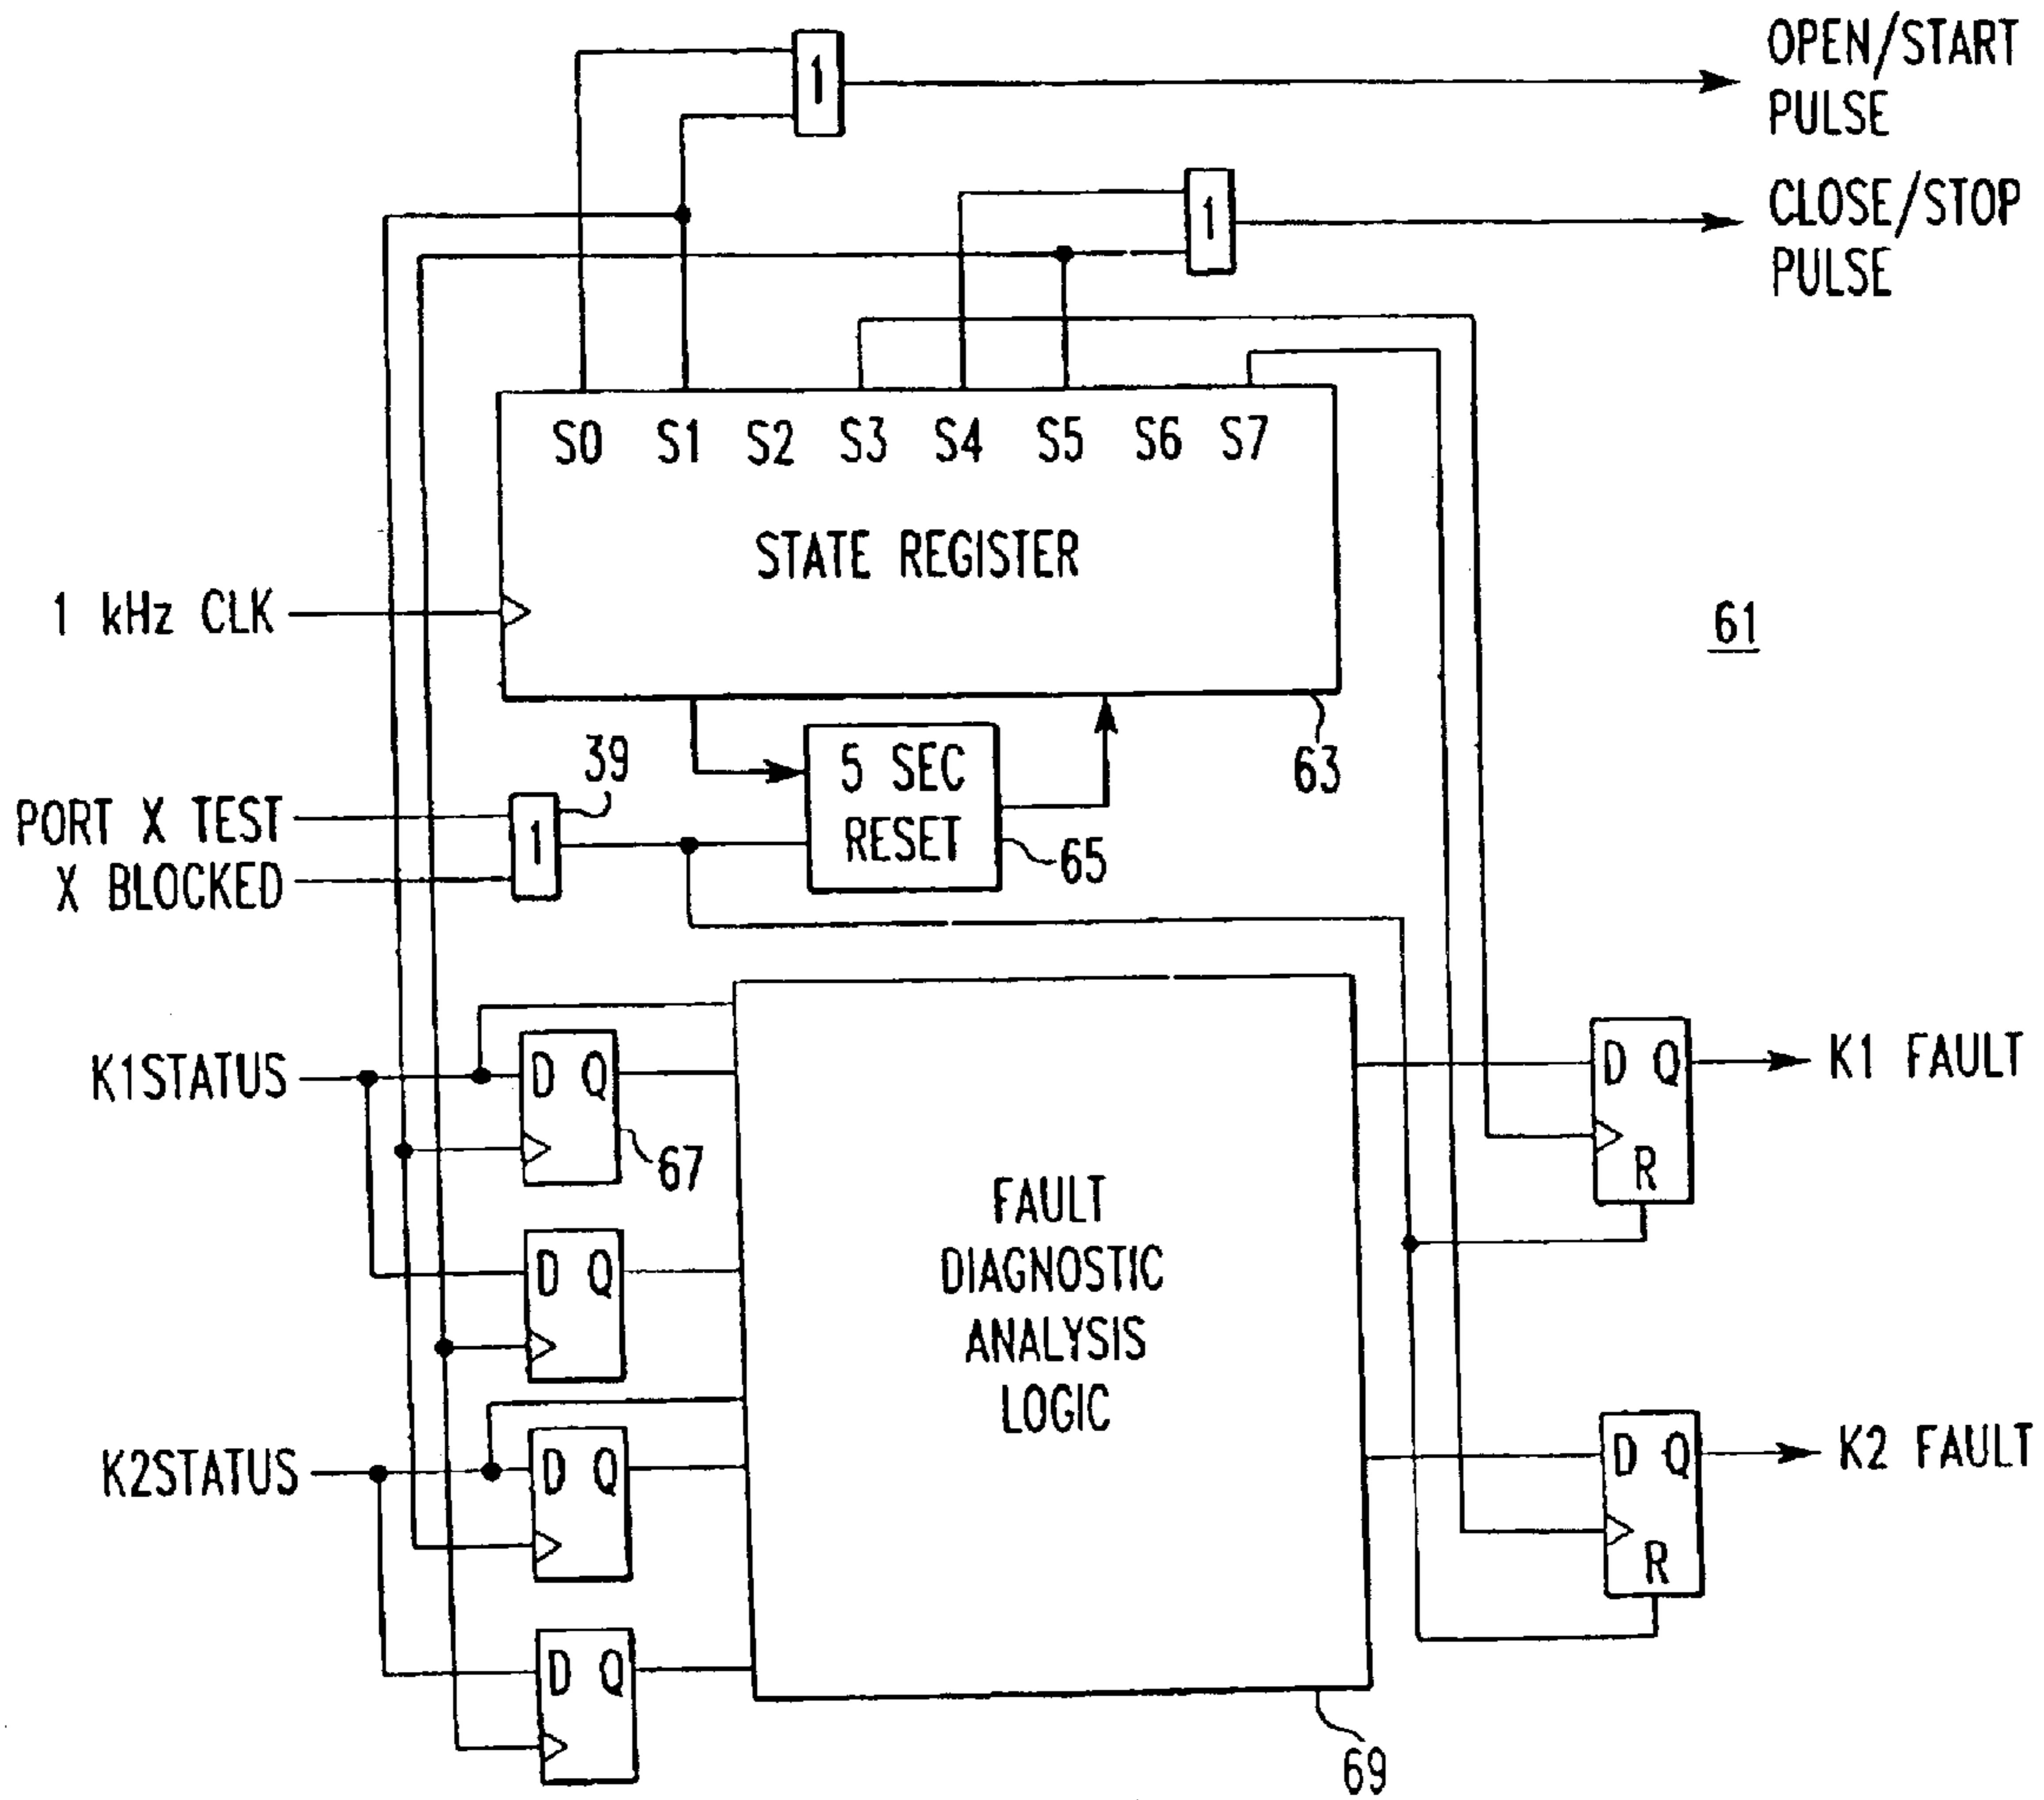 OPEN/START
PULSE
CLOSE/STOP
PULSE
1
1
S0 S1 S2 S3 S4 S5 S6 S7
STATE REGISTER
1 kHz CLK
61
63
39
5 SEC
RESET
65
PORT X TEST
X BLOCKED
1
K1STATUS
D Q
67
D Q
K2STATUS
D Q
D Q
FAULT
DIAGNOSTIC
ANALYSIS
LOGIC
69
D Q
R
K1 FAULT
D Q
R
K2 FAULT